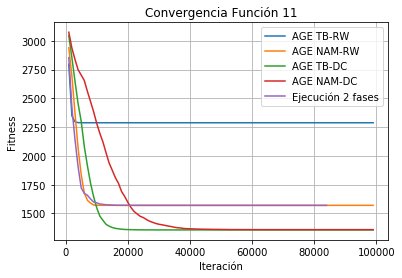 Convergencia Función 11
AGE TB-RW
AGE NAM-RW
AGE TB-DC
AGE NAM-DC
Ejecución 2 fases
Fitness
3000
2750
2500
2250
2000
1750
1500
0 20000 40000 60000 80000 100000
Iteración